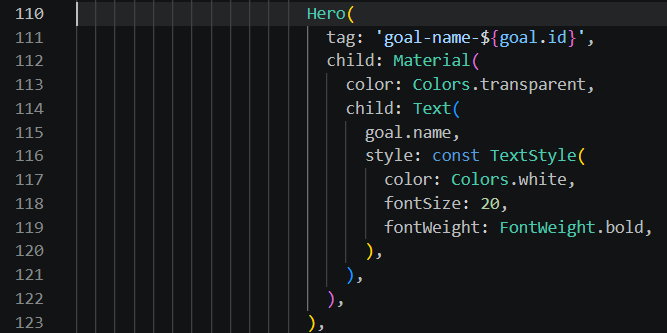 110 Hero(
111 tag: 'goal-name-${goal.id}',
112 child: Material(
113 color: Colors.transparent,
114 child: Text(
115 goal.name,
116 style: const TextStyle(
117 color: Colors.white,
118 fontSize: 20,
119 fontWeight: FontWeight.bold,
120 ),
121 ),
122 ),
123 ),